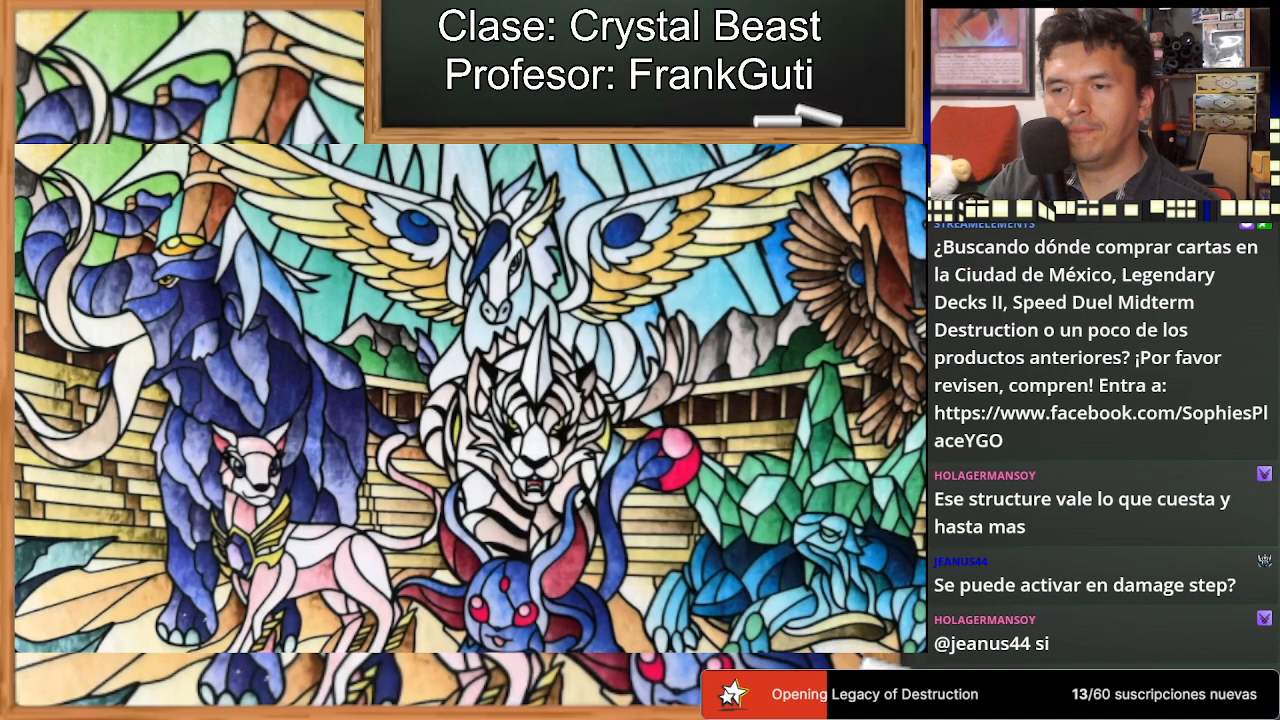 Clase: Crystal Beast
Profesor: FrankGuti
STREAMELEMENTS
¿Buscando dónde comprar cartas en
la Ciudad de México, Legendary
Decks II, Speed Duel Midterm
Destruction o un poco de los
productos anteriores? ¡Por favor
revisen, compren! Entra a:
https://www.facebook.com/SophiesPl
aceYGO
HOLAGERMANSOY
Ese structure vale lo que cuesta y
hasta mas
JEANUS44
Se puede activar en damage step?
HOLAGERMANSOY
@jeanus44 si
Opening Legacy of Destruction
13/60 suscripciones nuevas